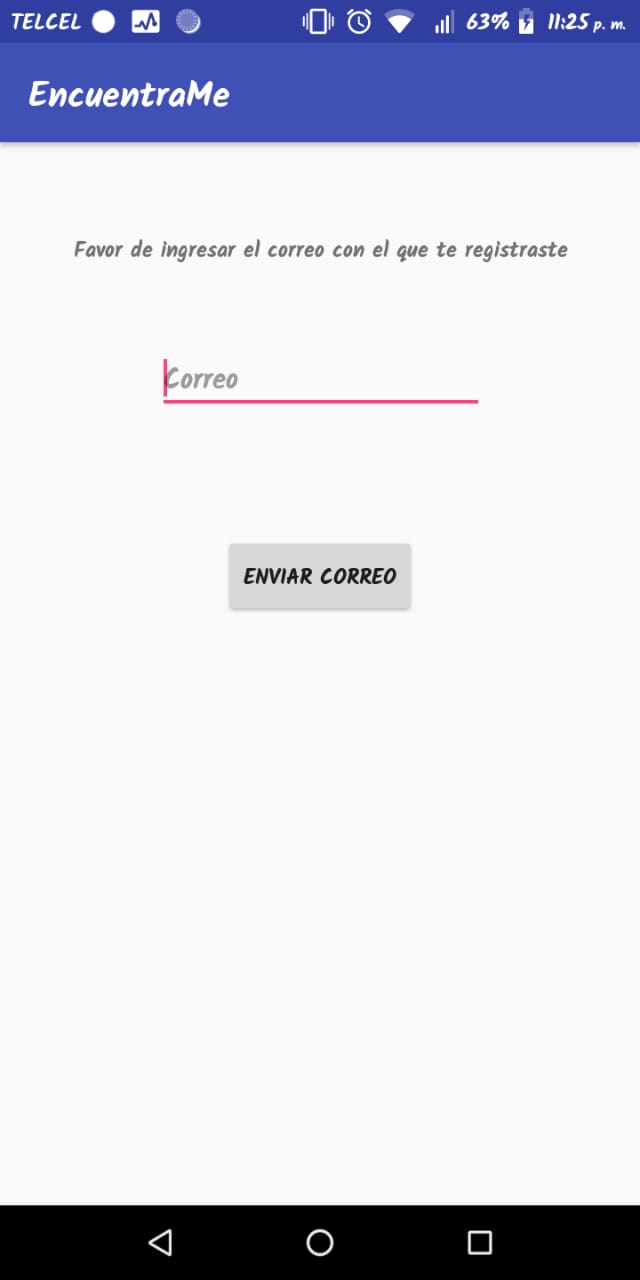 TELCEL 63% 11:25 p. m.
EncuentraMe
Favor de ingresar el correo con el que te registraste
Correo
ENVIAR CORREO